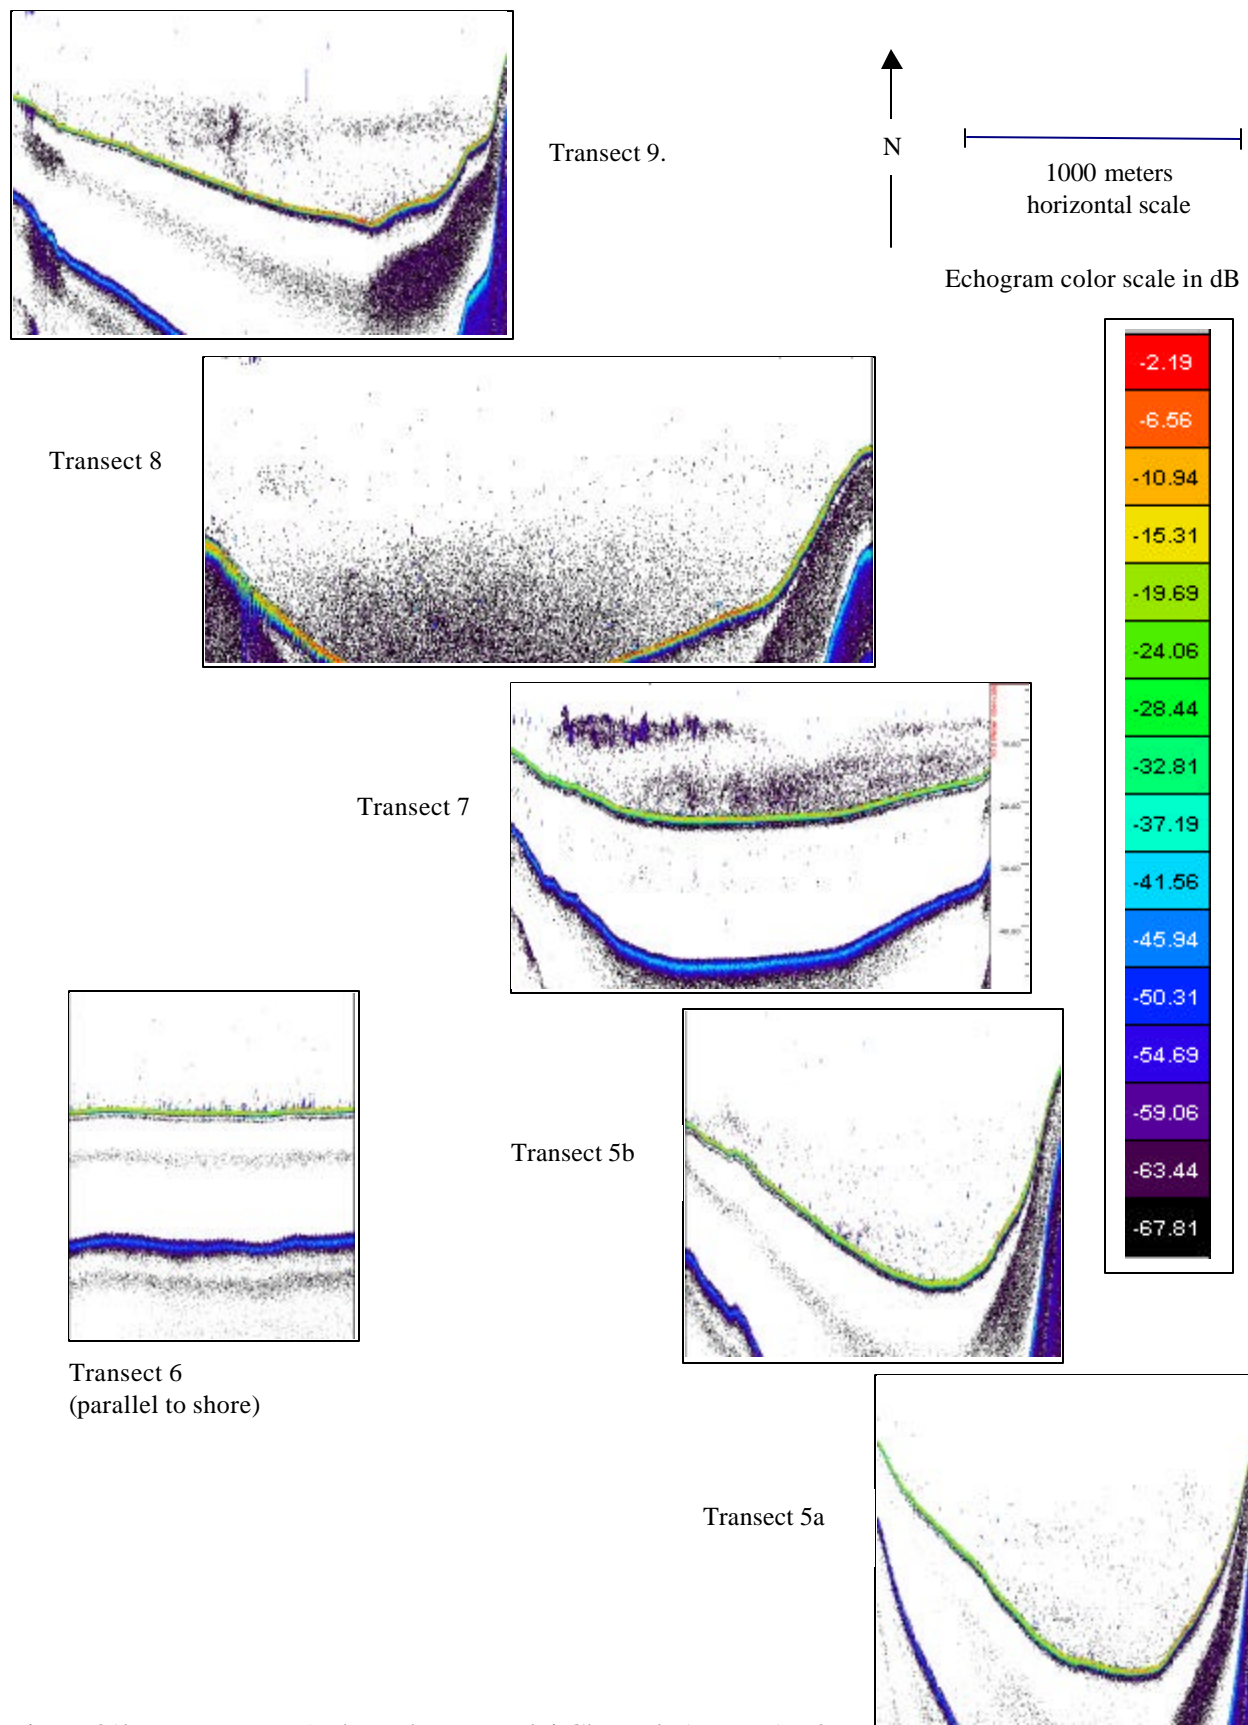 Transect 9.
N
1000 meters
horizontal scale
Echogram color scale in dB
-2.19
-6.56
-10.94
-15.31
-19.69
-24.06
-28.44
-32.81
-37.19
-41.56
-45.94
-50.31
-54.69
-59.06
-63.44
-67.81
Transect 8
Transect 7
Transect 6
(parallel to shore)
Transect 5b
Transect 5a